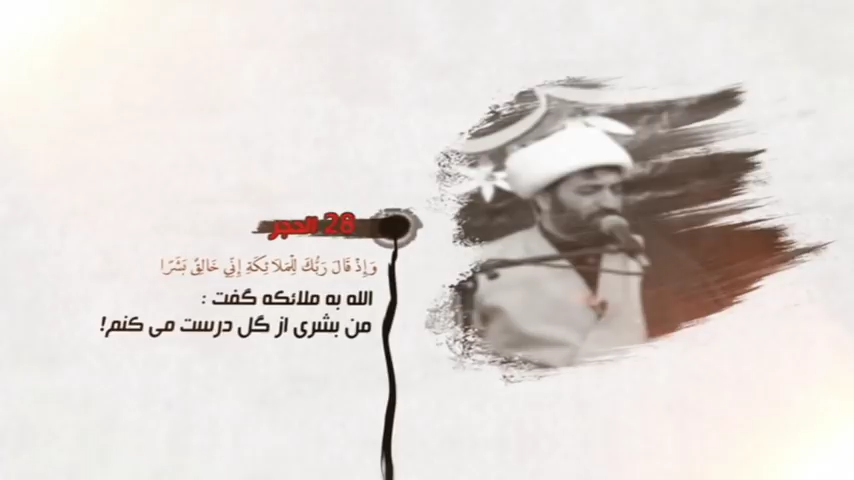 28 الحجر
وَإِذْ قَالَ رَبُّكَ لِلْمَلَائِكَةِ إِنِّي خَالِقٌ بَشَرًا
الله به ملائکه گفت :
من بشری از گل درست می کنم!